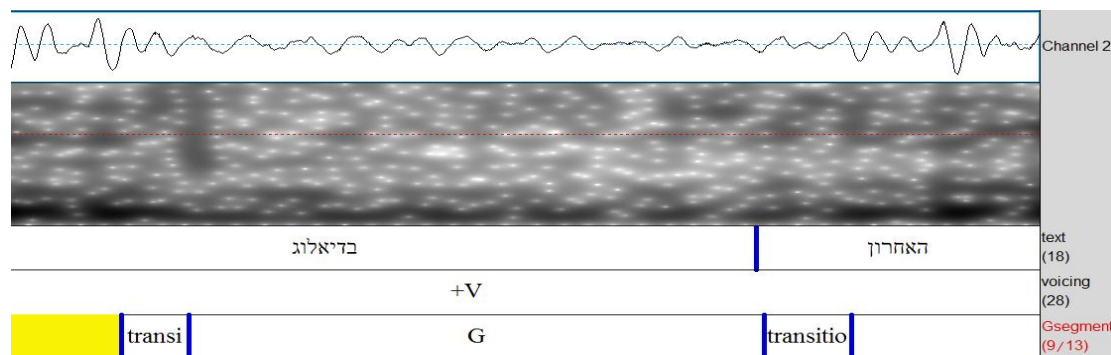 Channel 2
בדיאלוג האחרון text
(18)
+V voicing
(28)
transi G transitio Gsegment
(9/13)